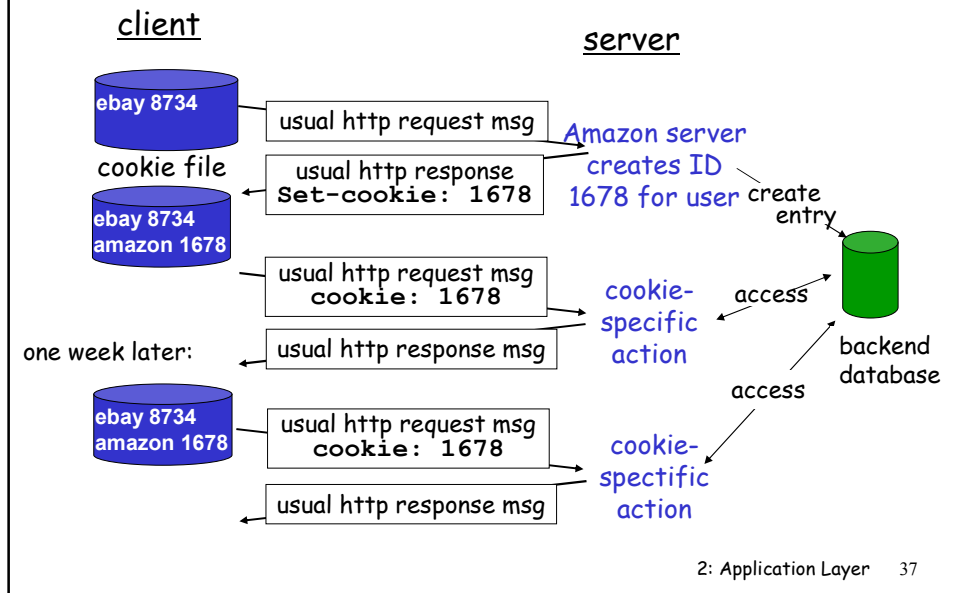 client
server
ebay 8734
usual http request msg
Amazon server
creates ID
1678 for user
cookie file
usual http response
Set-cookie: 1678
create
entry
ebay 8734
amazon 1678
usual http request msg
cookie: 1678
cookie-
specific
action
access
one week later:
usual http response msg
backend
database
access
ebay 8734
amazon 1678
usual http request msg
cookie: 1678
cookie-
spectific
action
usual http response msg
2: Application Layer 37